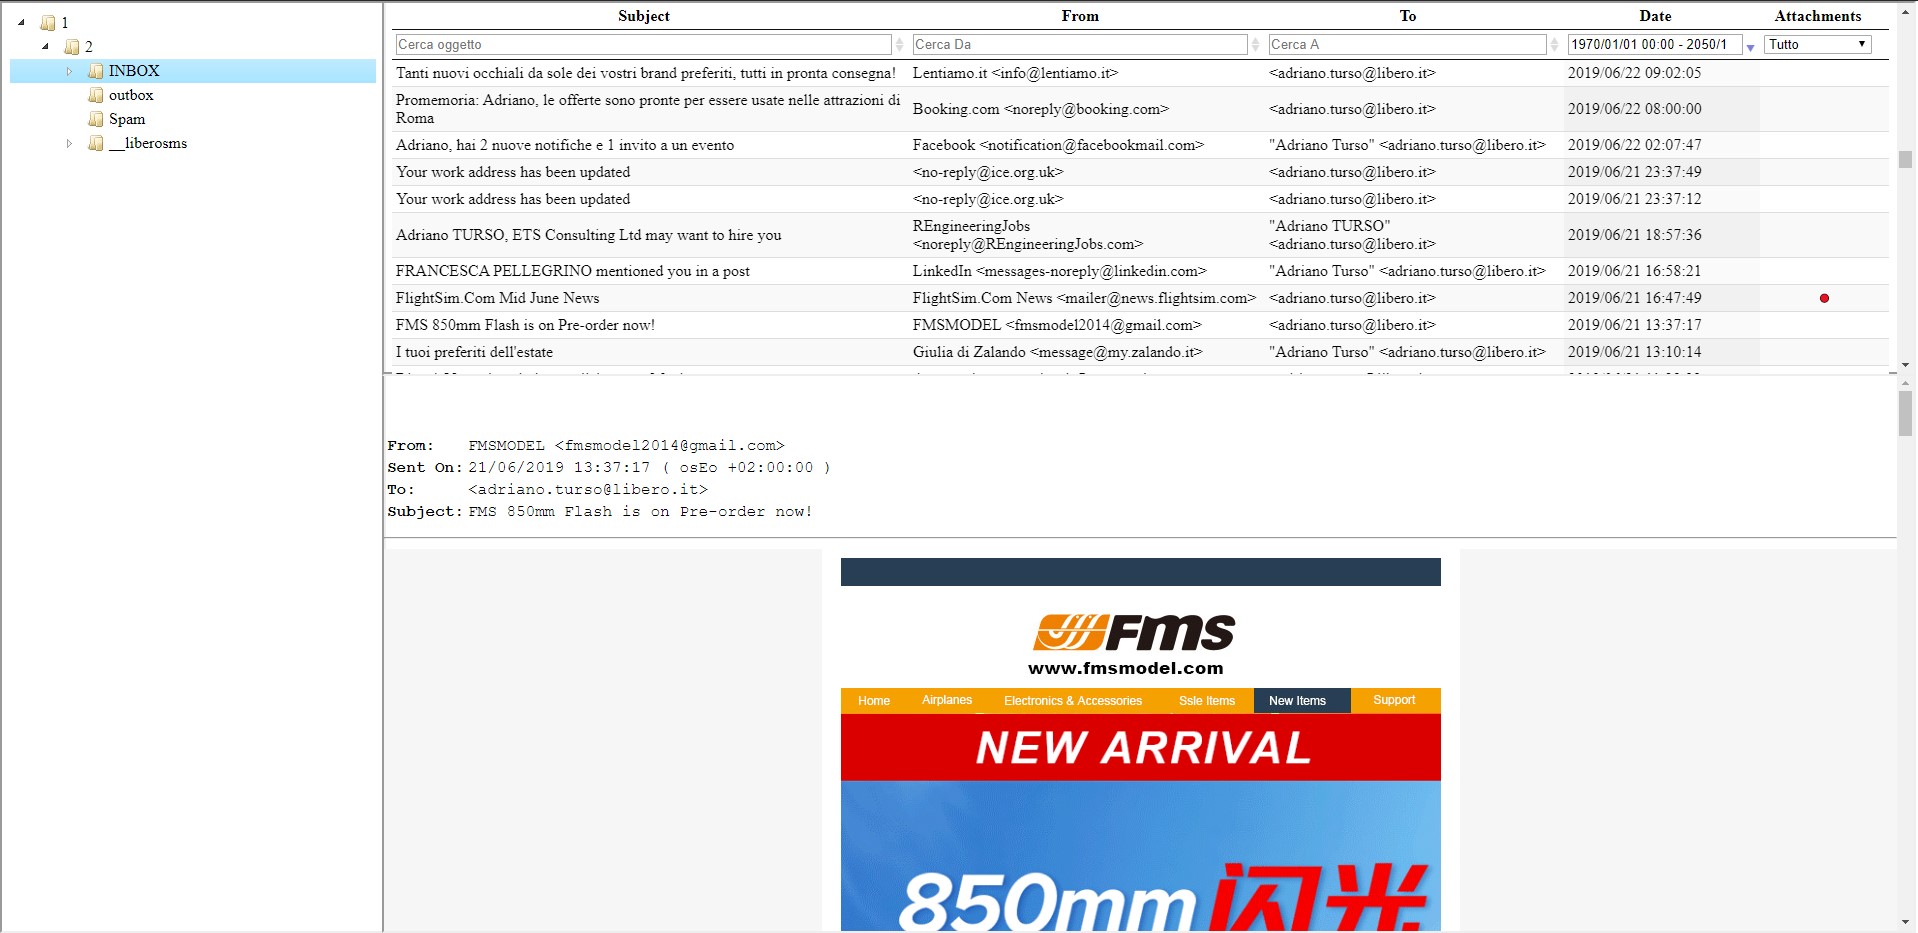 1
2
INBOX
outbox
Spam
__liberosms
Subject From To Date Attachments
Cerca oggetto Cerca Da Cerca A 1970/01/01 00:00 - 2050/1 Tutto
Tanti nuovi occhiali da sole dei vostri brand preferiti, tutti in pronta consegna! Lentiamo.it <info@lentiamo.it> <adriano.turso@libero.it> 2019/06/22 09:02:05
Promemoria: Adriano, le offerte sono pronte per essere usate nelle attrazioni di
Roma Booking.com <noreply@booking.com> <adriano.turso@libero.it> 2019/06/22 08:00:00
Adriano, hai 2 nuove notifiche e 1 invito a un evento Facebook <notification@facebookmail.com> "Adriano Turso" <adriano.turso@libero.it> 2019/06/22 02:07:47
Your work address has been updated <no-reply@ice.org.uk> <adriano.turso@libero.it> 2019/06/21 23:37:49
Your work address has been updated <no-reply@ice.org.uk> <adriano.turso@libero.it> 2019/06/21 23:37:12
Adriano TURSO, ETS Consulting Ltd may want to hire you REngineeringJobs
<noreply@REngineeringJobs.com> "Adriano TURSO"
<adriano.turso@libero.it> 2019/06/21 18:57:36
FRANCESCA PELLEGRINO mentioned you in a post LinkedIn <messages-noreply@linkedin.com> "Adriano Turso" <adriano.turso@libero.it> 2019/06/21 16:58:21
FlightSim.Com Mid June News FlightSim.Com News <mailer@news.flightsim.com> <adriano.turso@libero.it> 2019/06/21 16:47:49
FMS 850mm Flash is on Pre-order now! FMSMODEL <fmsmodel2014@gmail.com> <adriano.turso@libero.it> 2019/06/21 13:37:17
I tuoi preferiti dell'estate Giulia di Zalando <message@my.zalando.it> "Adriano Turso" <adriano.turso@libero.it> 2019/06/21 13:10:14
From: FMSMODEL <fmsmodel2014@gmail.com>
Sent On: 21/06/2019 13:37:17 ( osEo +02:00:00 )
To: <adriano.turso@libero.it>
Subject: FMS 850mm Flash is on Pre-order now!
Fms
www.fmsmodel.com
Home Airplanes Electronics & Accessories Ssle Items New Items Support
NEW ARRIVAL
850mm 闪光